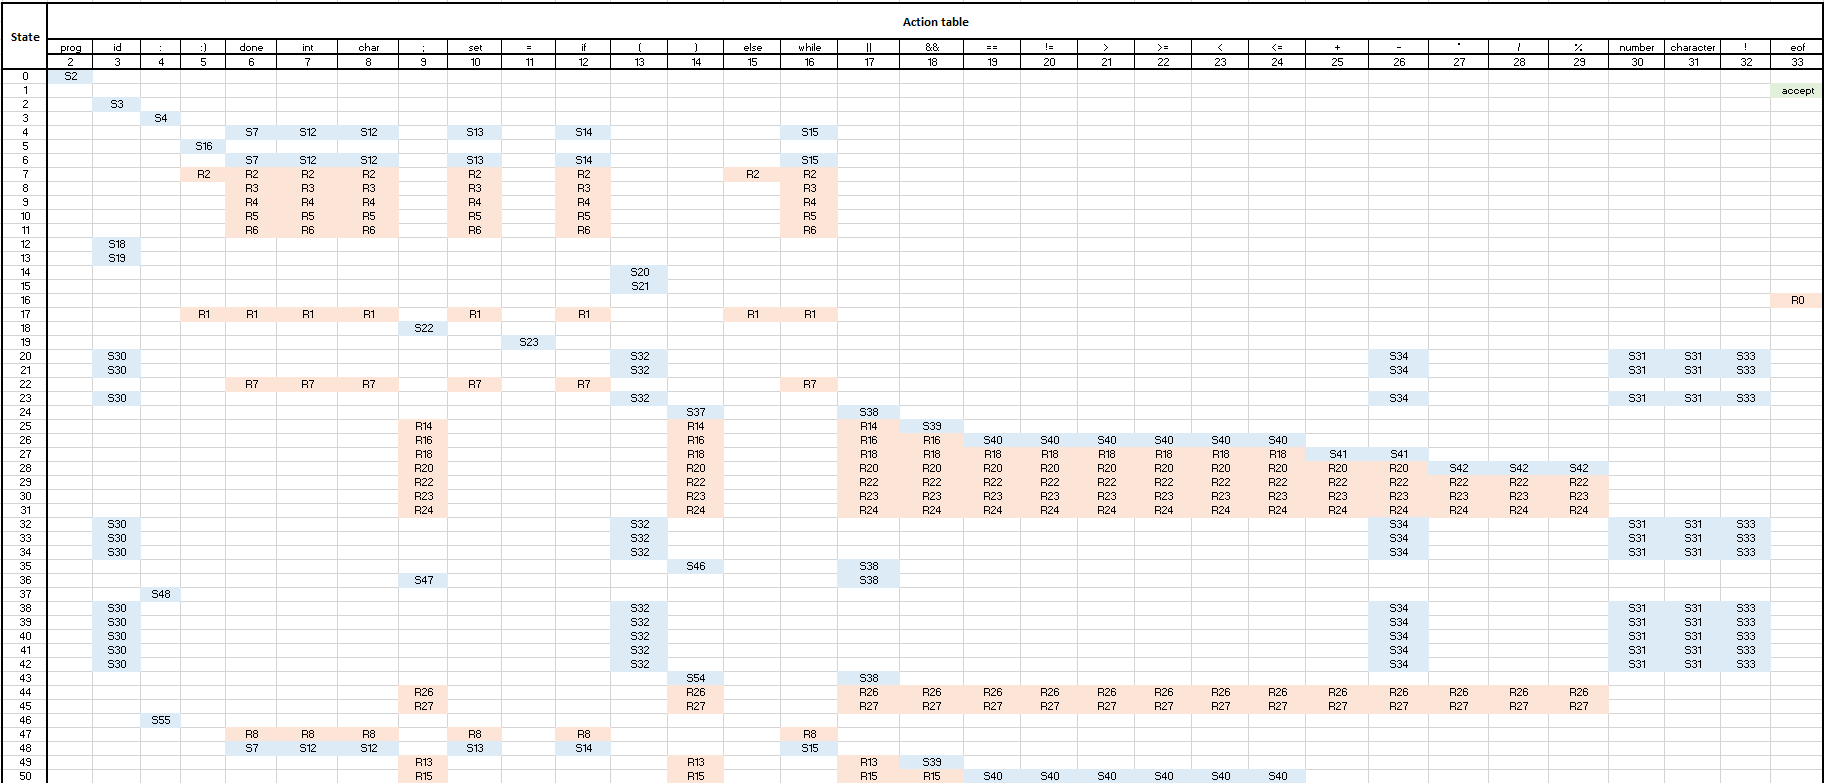 Action table
State
prog id : :) done int char ; set = if ( ) else while || && == != > >= < <= + - * / % number character ! eof
2 3 4 5 6 7 8 9 10 11 12 13 14 15 16 17 18 19 20 21 22 23 24 25 26 27 28 29 30 31 32 33
0 S2
1 accept
2 S3
3 S4
4 S7 S12 S12 S13 S14 S15
5 S16
6 S7 S12 S12 S13 S14 S15
7 R2 R2 R2 R2 R2 R2 R2 R2
8 R3 R3 R3 R3 R3 R3
9 R4 R4 R4 R4 R4 R4
10 R5 R5 R5 R5 R5 R5
11 R6 R6 R6 R6 R6 R6
12 S18
13 S19
14 S20
15 S21
16 R0
17 R1 R1 R1 R1 R1 R1 R1 R1
18 S22
19 S23
20 S30 S32 S34 S31 S31 S33
21 S30 S32 S34 S31 S31 S33
22 R7 R7 R7 R7 R7 R7
23 S30 S32 S34 S31 S31 S33
24 S37 S38
25 R14 R14 R14 S39
26 R16 R16 R16 R16 S40 S40 S40 S40 S40 S40
27 R18 R18 R18 R18 R18 R18 R18 R18 R18 R18 S41 S41
28 R20 R20 R20 R20 R20 R20 R20 R20 R20 R20 R20 R20 S42 S42 S42
29 R22 R22 R22 R22 R22 R22 R22 R22 R22 R22 R22 R22 R22 R22 R22
30 R23 R23 R23 R23 R23 R23 R23 R23 R23 R23 R23 R23 R23 R23 R23
31 R24 R24 R24 R24 R24 R24 R24 R24 R24 R24 R24 R24 R24 R24 R24
32 S30 S32 S34 S31 S31 S33
33 S30 S32 S34 S31 S31 S33
34 S30 S32 S34 S31 S31 S33
35 S46 S38
36 S47 S38
37 S48
38 S30 S32 S34 S31 S31 S33
39 S30 S32 S34 S31 S31 S33
40 S30 S32 S34 S31 S31 S33
41 S30 S32 S34 S31 S31 S33
42 S30 S32 S34 S31 S31 S33
43 S54 S38
44 R26 R26 R26 R26 R26 R26 R26 R26 R26 R26 R26 R26 R26 R26 R26
45 R27 R27 R27 R27 R27 R27 R27 R27 R27 R27 R27 R27 R27 R27 R27
46 S55
47 R8 R8 R8 R8 R8 R8
48 S7 S12 S12 S13 S14 S15
49 R13 R13 R13 S39
50 R15 R15 R15 R15 S40 S40 S40 S40 S40 S40